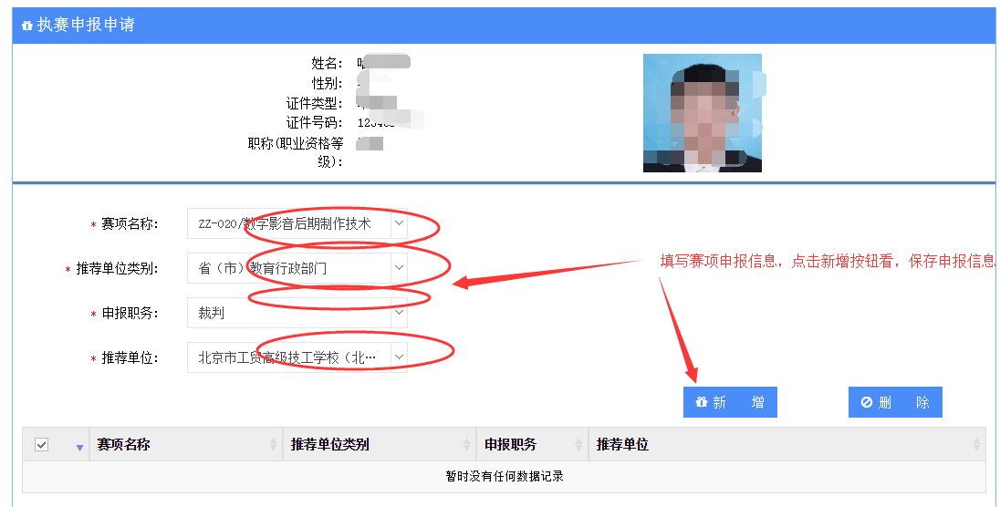 执赛申报申请
姓名:
性别:
证件类型:
证件号码:
职称(职业资格等
级):
* 赛项名称: ZZ-020/数字影音后期制作技术
* 推荐单位类别: 省（市）教育行政部门
填写赛项申报信息，点击新增按钮看，保存申报信息
* 申报职务: 裁判
* 推荐单位: 北京市工贸高级技工学校（北…
新 增 删 除
赛项名称 推荐单位类别 申报职务 推荐单位
暂时没有任何数据记录